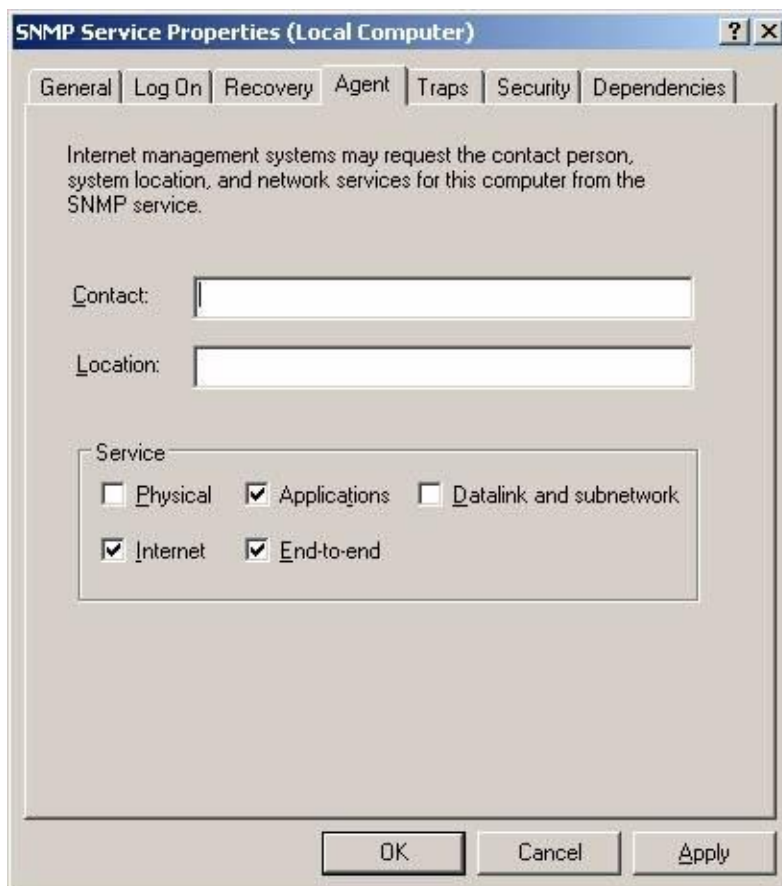 SNMP Service Properties (Local Computer)
? X
General Log On Recovery Agent Traps Security Dependencies
Internet management systems may request the contact person,
system location, and network services for this computer from the
SNMP service.
Contact:
Location:
Service
Physical Applications Datalink and subnetwork
Internet End-to-end
OK Cancel Apply